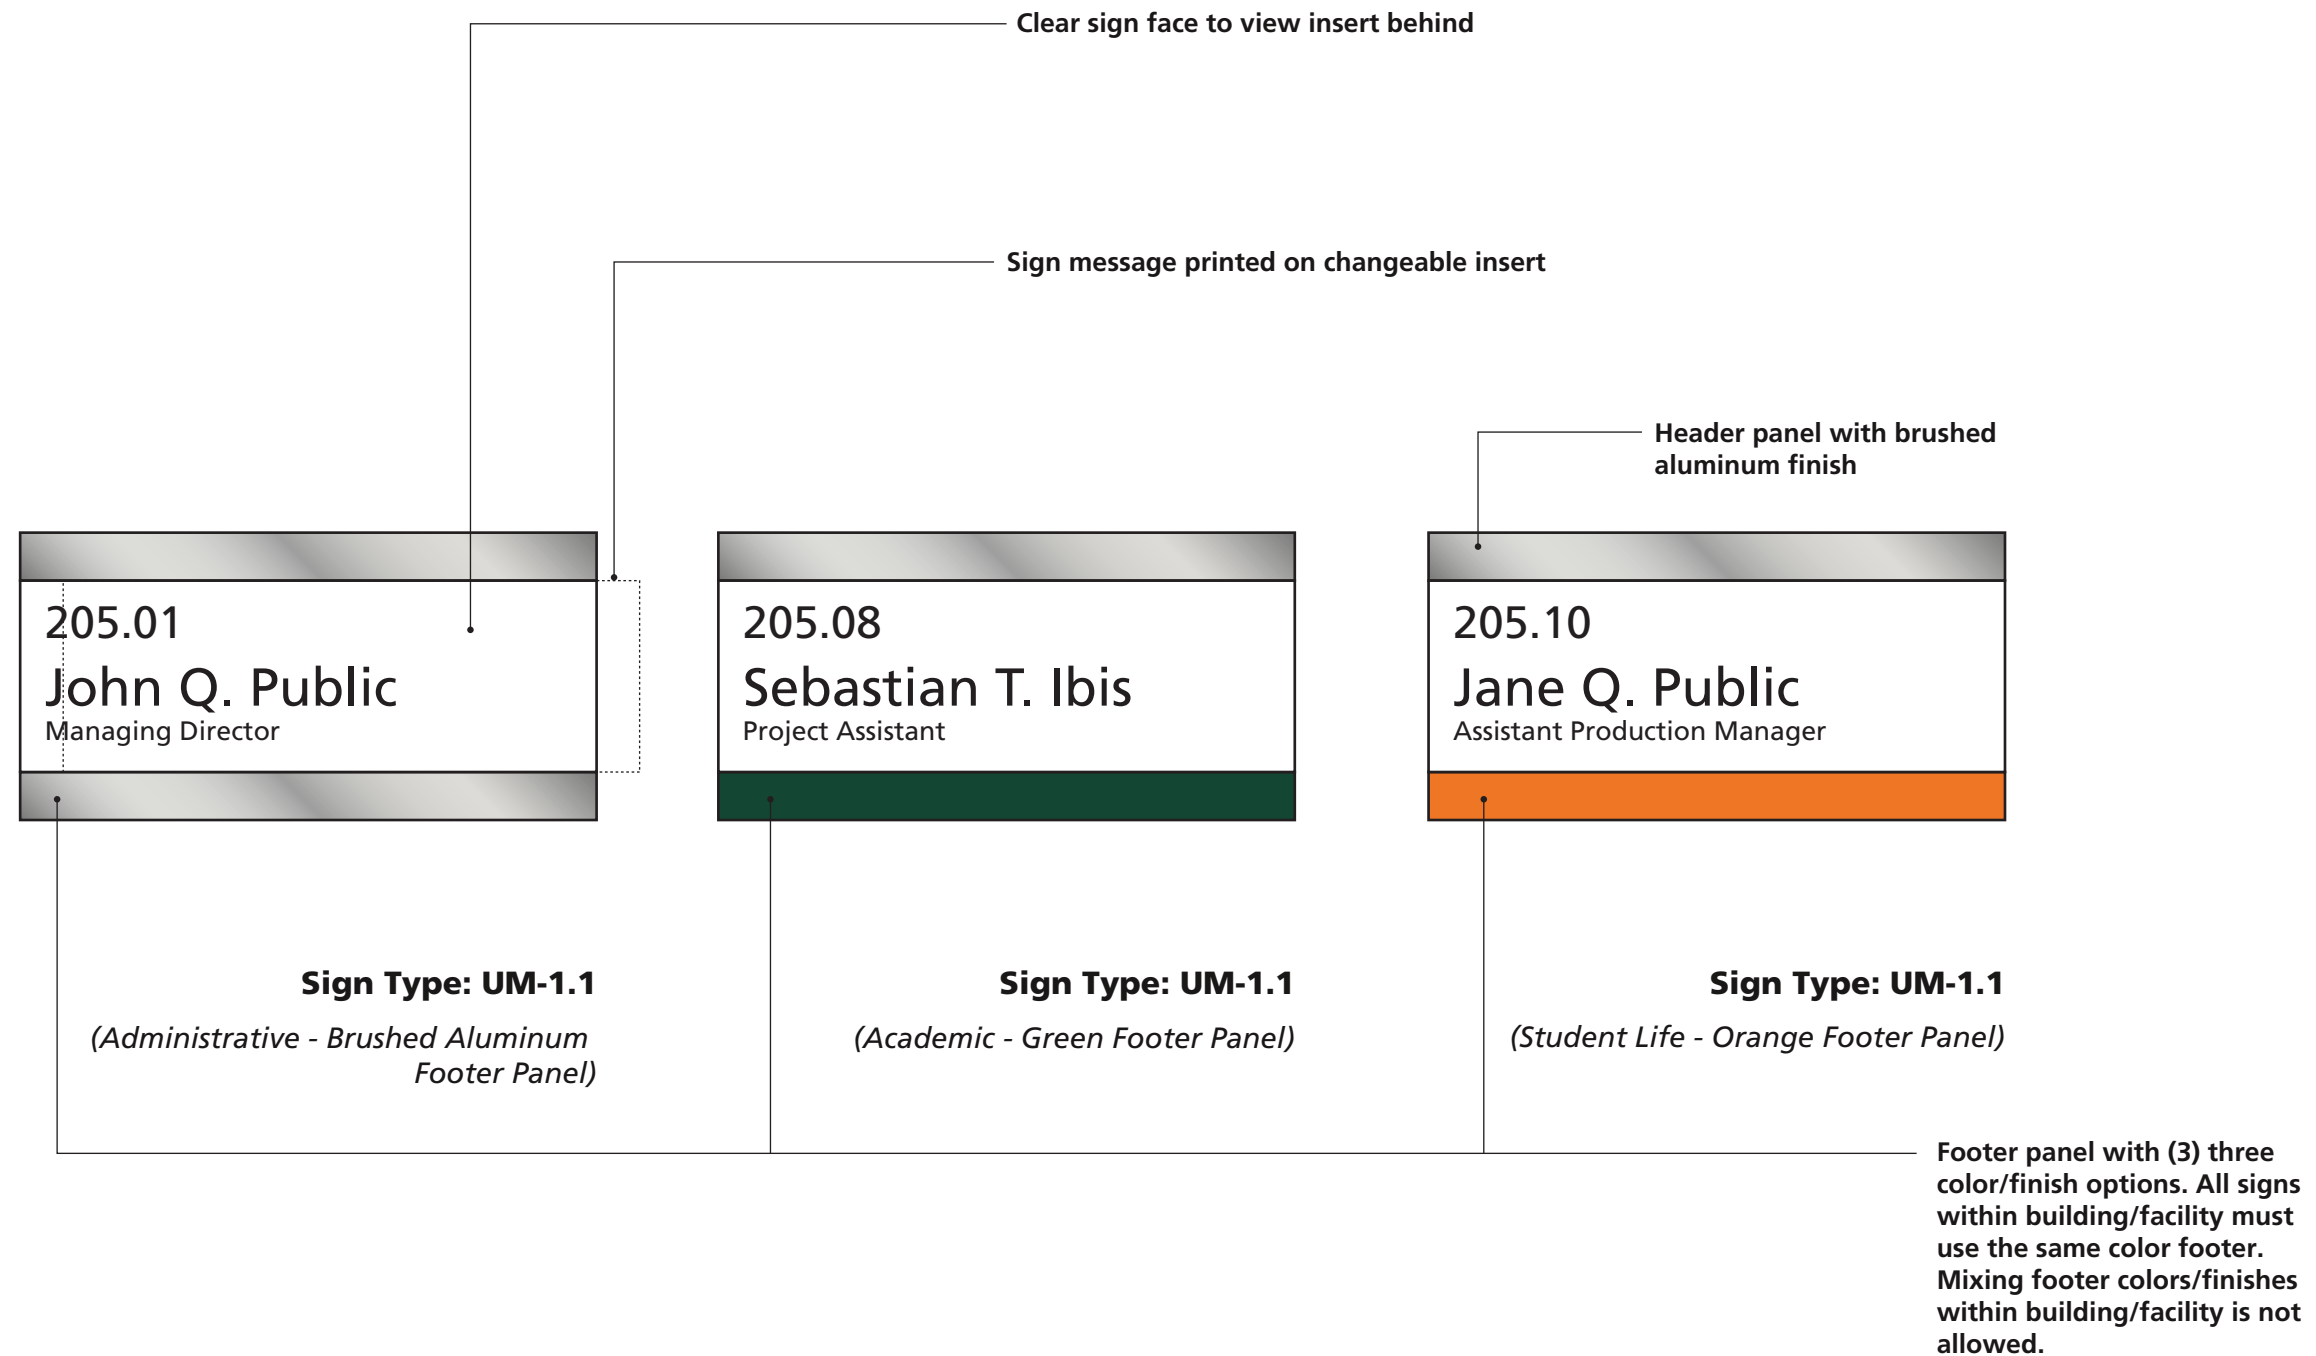 Clear sign face to view insert behind
Sign message printed on changeable insert
Header panel with brushed
aluminum finish
205.01
John Q. Public
Managing Director
205.08
Sebastian T. Ibis
Project Assistant
205.10
Jane Q. Public
Assistant Production Manager
Sign Type: UM-1.1
(Administrative - Brushed Aluminum
Footer Panel)
Sign Type: UM-1.1
(Academic - Green Footer Panel)
Sign Type: UM-1.1
(Student Life - Orange Footer Panel)
Footer panel with (3) three
color/finish options. All signs
within building/facility must
use the same color footer.
Mixing footer colors/finishes
within building/facility is not
allowed.